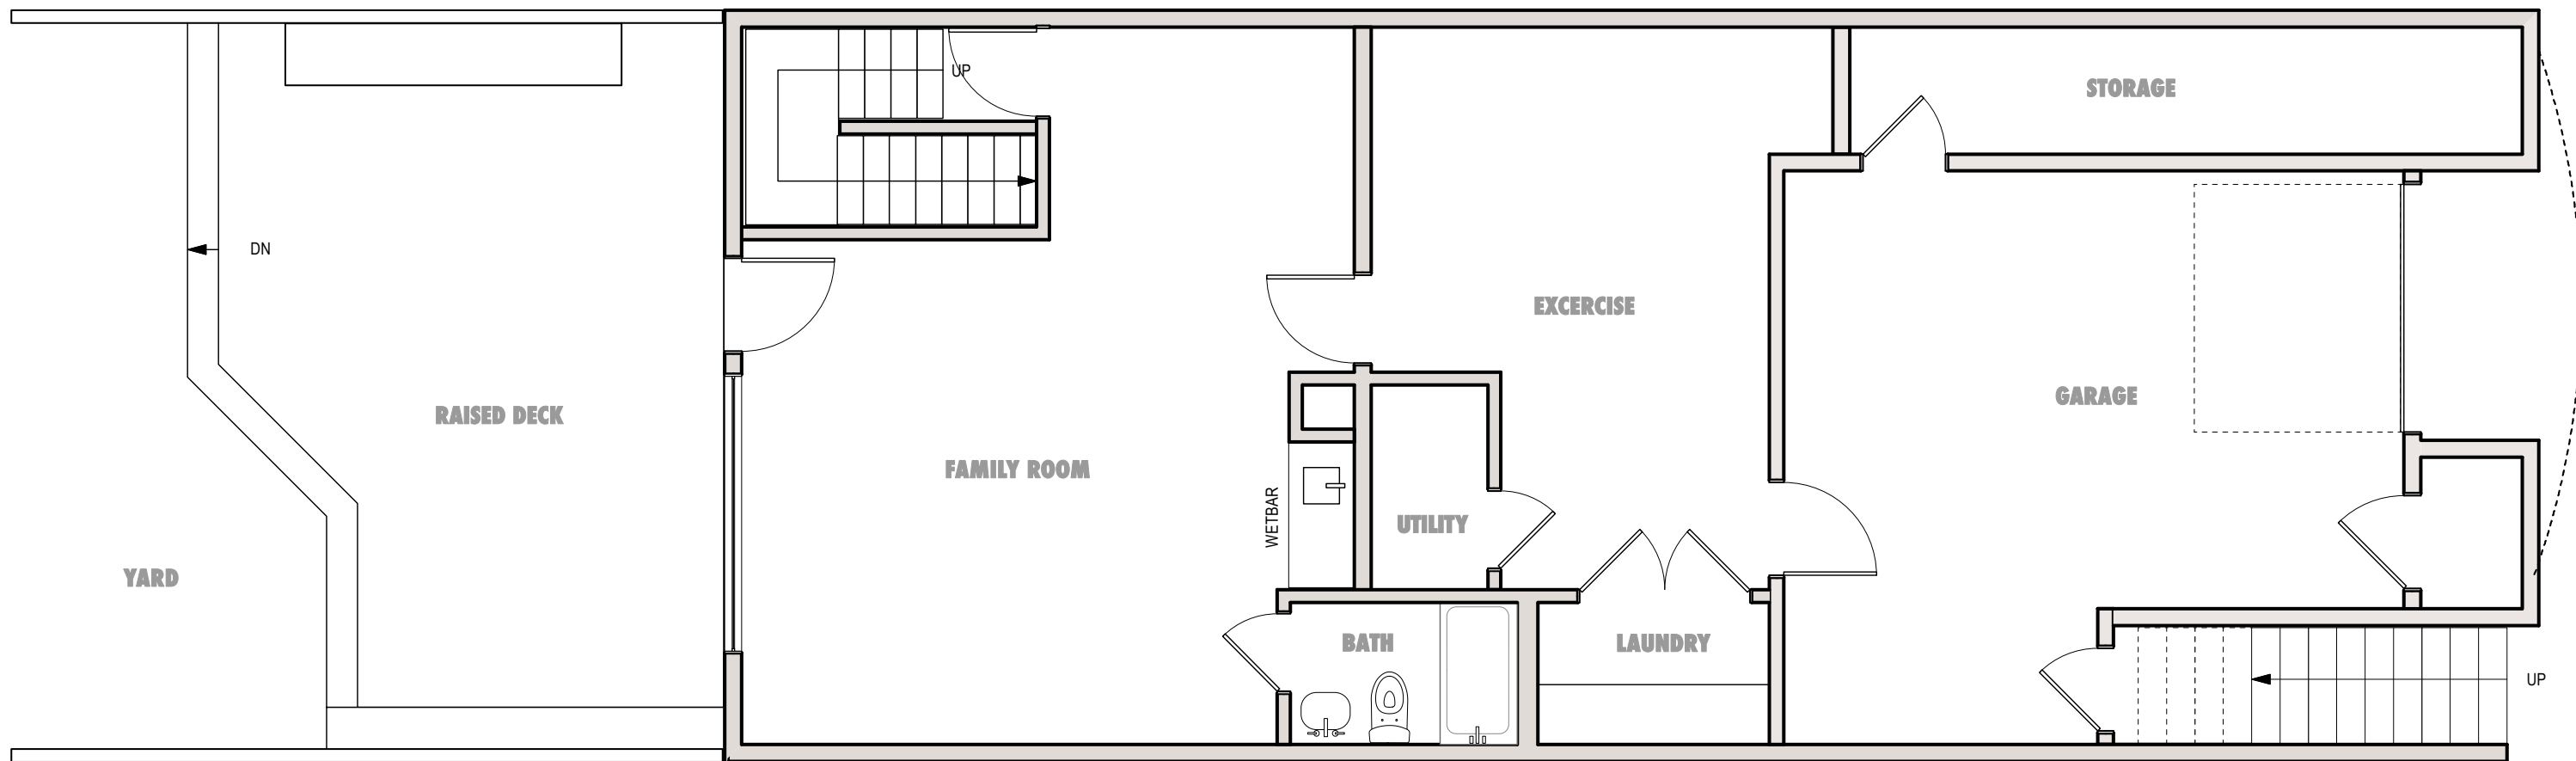 UP
STORAGE
DN
EXCERCISE
GARAGE
RAISED DECK
FAMILY ROOM
WETBAR
UTILITY
YARD
BATH
LAUNDRY
UP